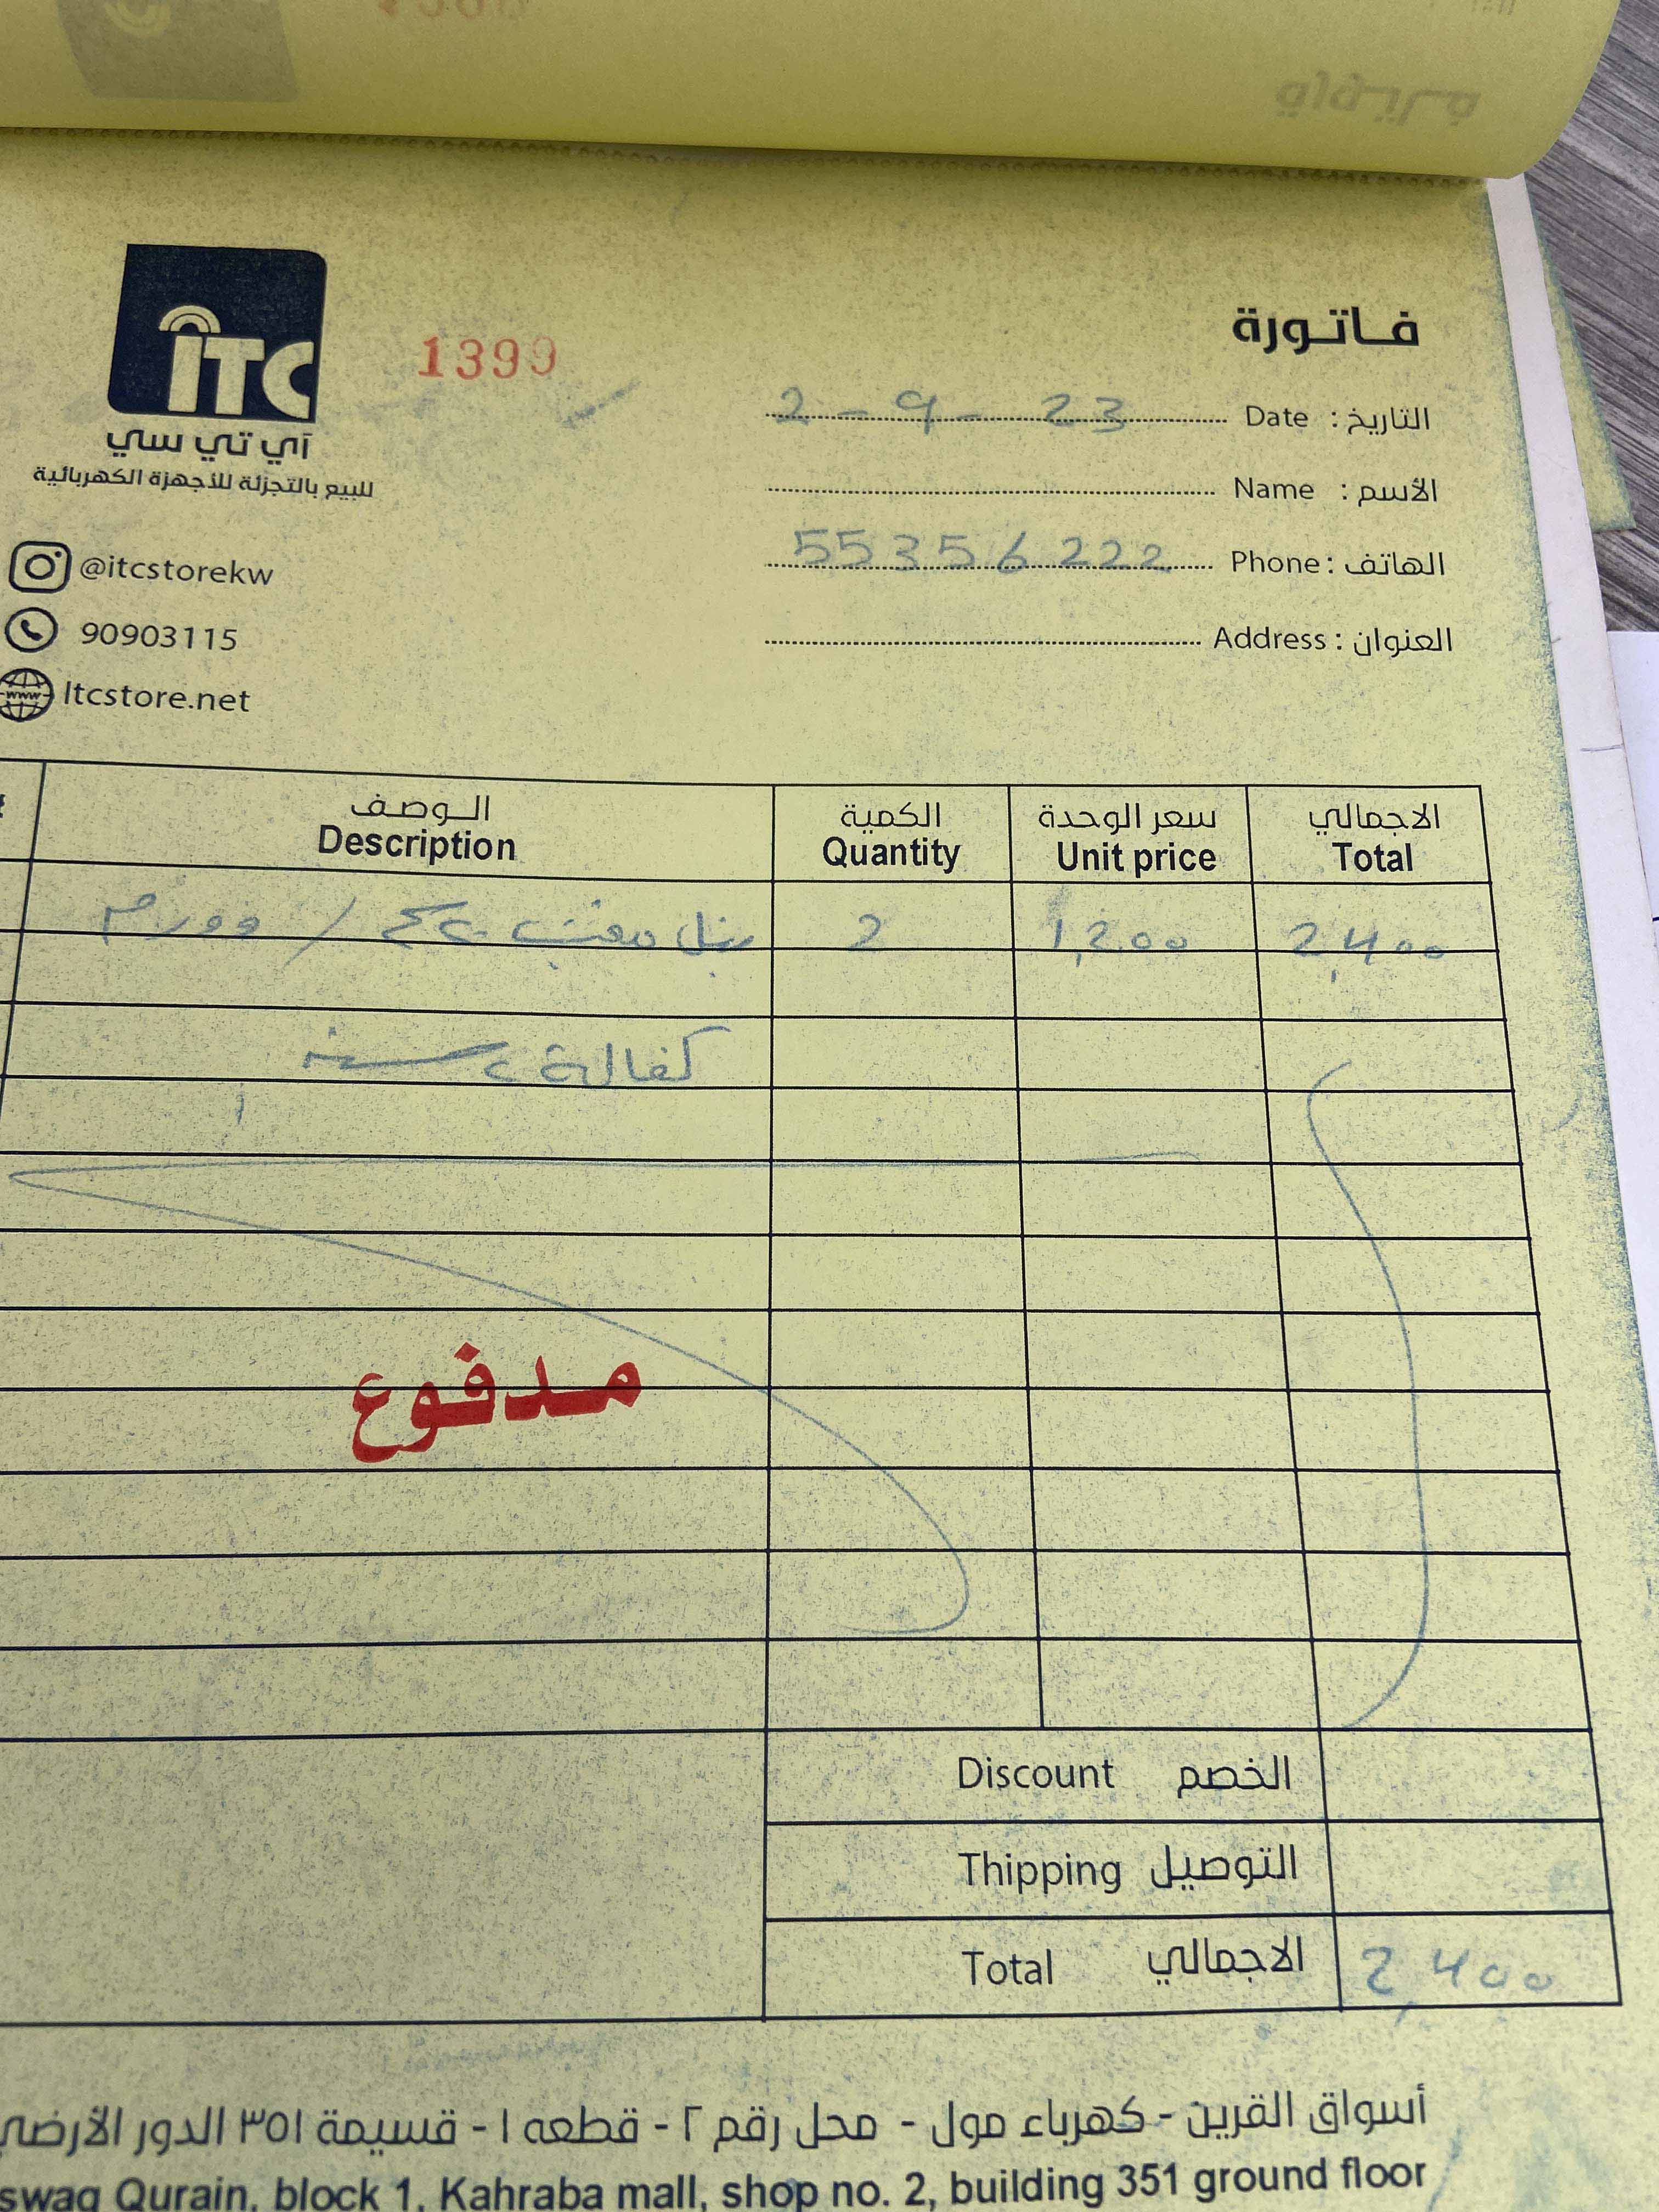 ITC
آي تي سي
للبيع بالتجزئة للأجهزة الكهربائية
1399
فاتورة
التاريخ : Date 2 - 9 - 23
الأسم : Name
الهاتف : Phone 55356222
العنوان : Address
@itcstorekw
90903115
www
Itcstore.net
الوصف الكمية سعر الوحدة الاجمالي
Description Quantity Unit price Total
2 1,200 2,400
كفالة ٢ سنه
مدفوع
Discount الخصم
Thipping التوصيل
Total الاجمالي 2,400
أسواق القرين - كهرباء مول - محل رقم ٢ - قطعه ١ - قسيمة ٣٥١ الدور الأرضي
swaq Qurain, block 1, Kahraba mall, shop no. 2, building 351 ground floor